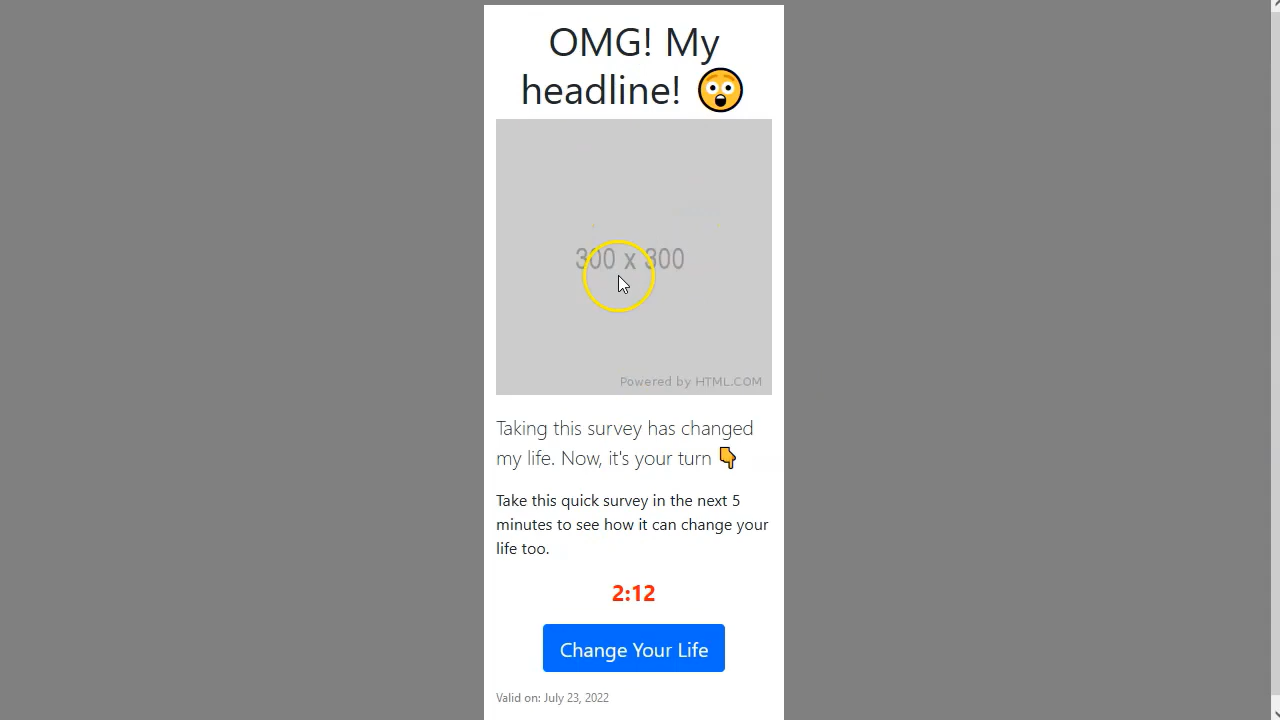 OMG! My
headline! 😲
300 x 300
Powered by HTML.COM
Taking this survey has changed
my life. Now, it's your turn 👇
Take this quick survey in the next 5
minutes to see how it can change your
life too.
2:12
Change Your Life
Valid on: July 23, 2022